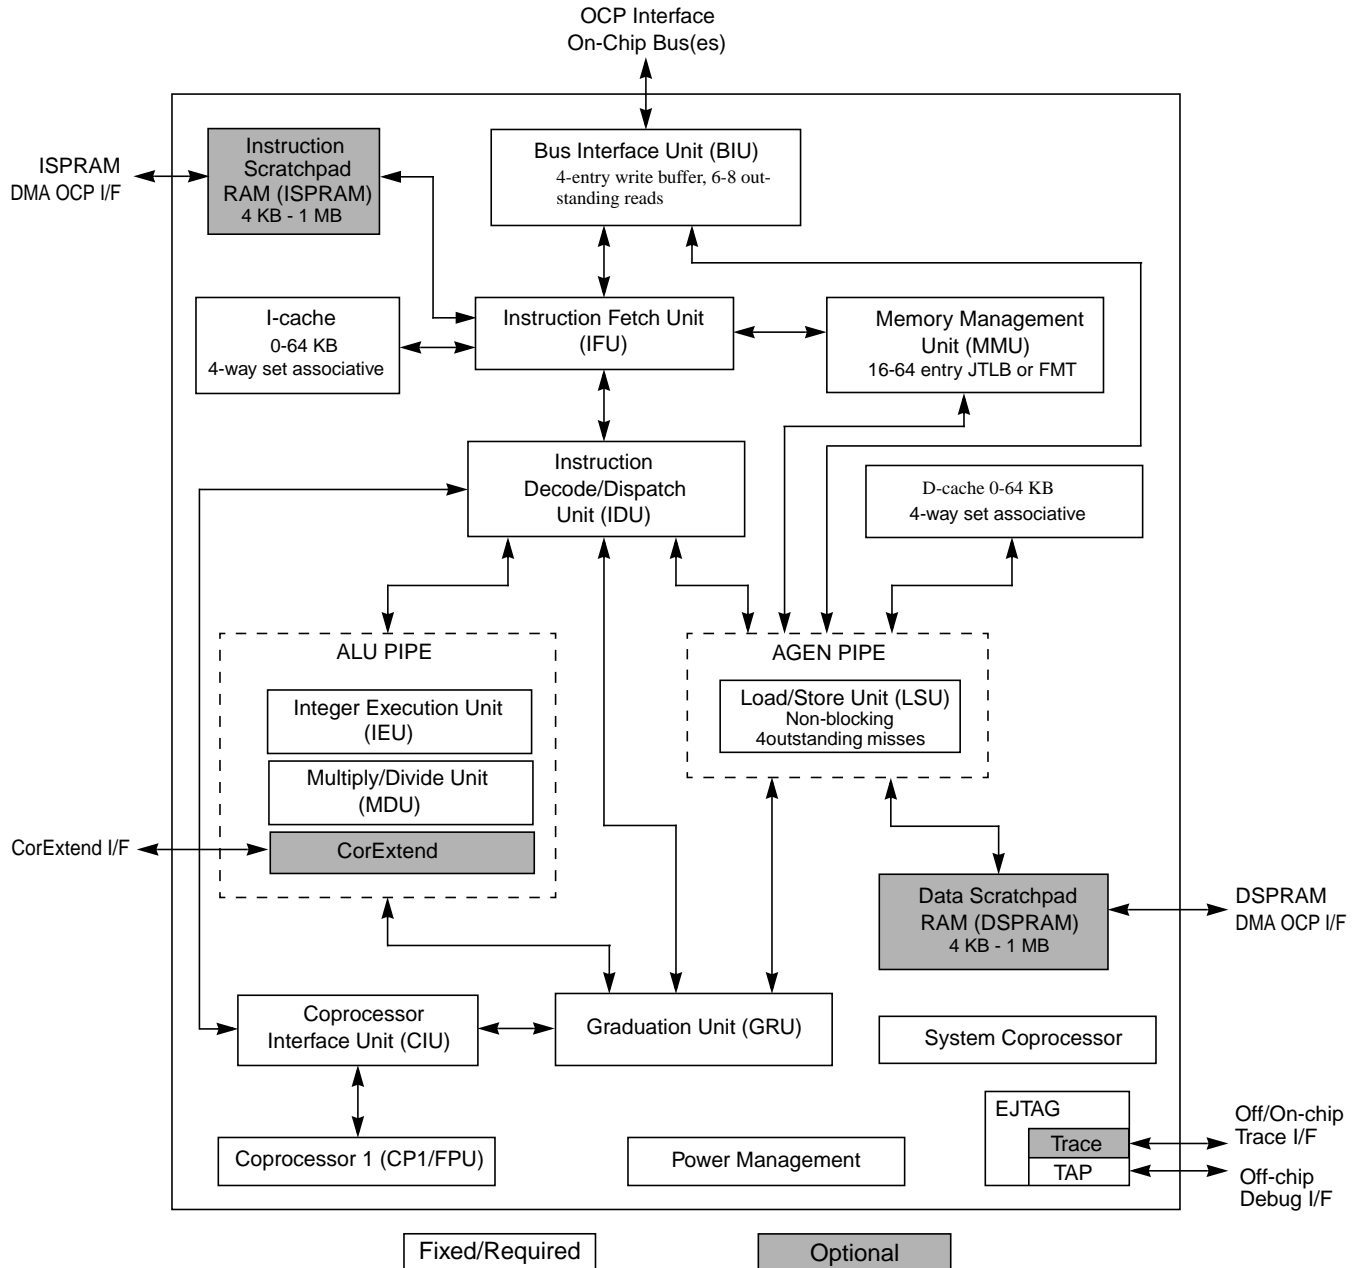 OCP Interface
On-Chip Bus(es)
Instruction
Scratchpad
RAM (ISPRAM)
4 KB - 1 MB
ISPRAM
DMA OCP I/F
Bus Interface Unit (BIU)
4-entry write buffer, 6-8 out-
standing reads
I-cache
0-64 KB
4-way set associative
Instruction Fetch Unit
(IFU)
Memory Management
Unit (MMU)
16-64 entry JTLB or FMT
Instruction
Decode/Dispatch
Unit (IDU)
D-cache 0-64 KB
4-way set associative
ALU PIPE
Integer Execution Unit
(IEU)
Multiply/Divide Unit
(MDU)
CorExtend
CorExtend I/F
AGEN PIPE
Load/Store Unit (LSU)
Non-blocking
4outstanding misses
Data Scratchpad
RAM (DSPRAM)
4 KB - 1 MB
DSPRAM
DMA OCP I/F
Coprocessor
Interface Unit (CIU)
Graduation Unit (GRU)
System Coprocessor
Coprocessor 1 (CP1/FPU)
Power Management
EJTAG
Trace
TAP
Off/On-chip
Trace I/F
Off-chip
Debug I/F
Fixed/Required
Optional